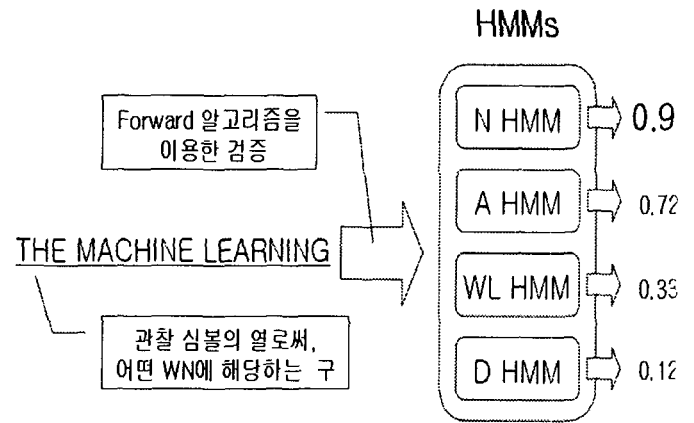 HMMs
Forward 알고리즘을
이용한 검증
N HMM
0.9
A HMM
0.72
THE MACHINE LEARNING
WL HMM
0.33
관찰 심볼의 열로써,
어떤 WN에 해당하는 구
D HMM
0.12